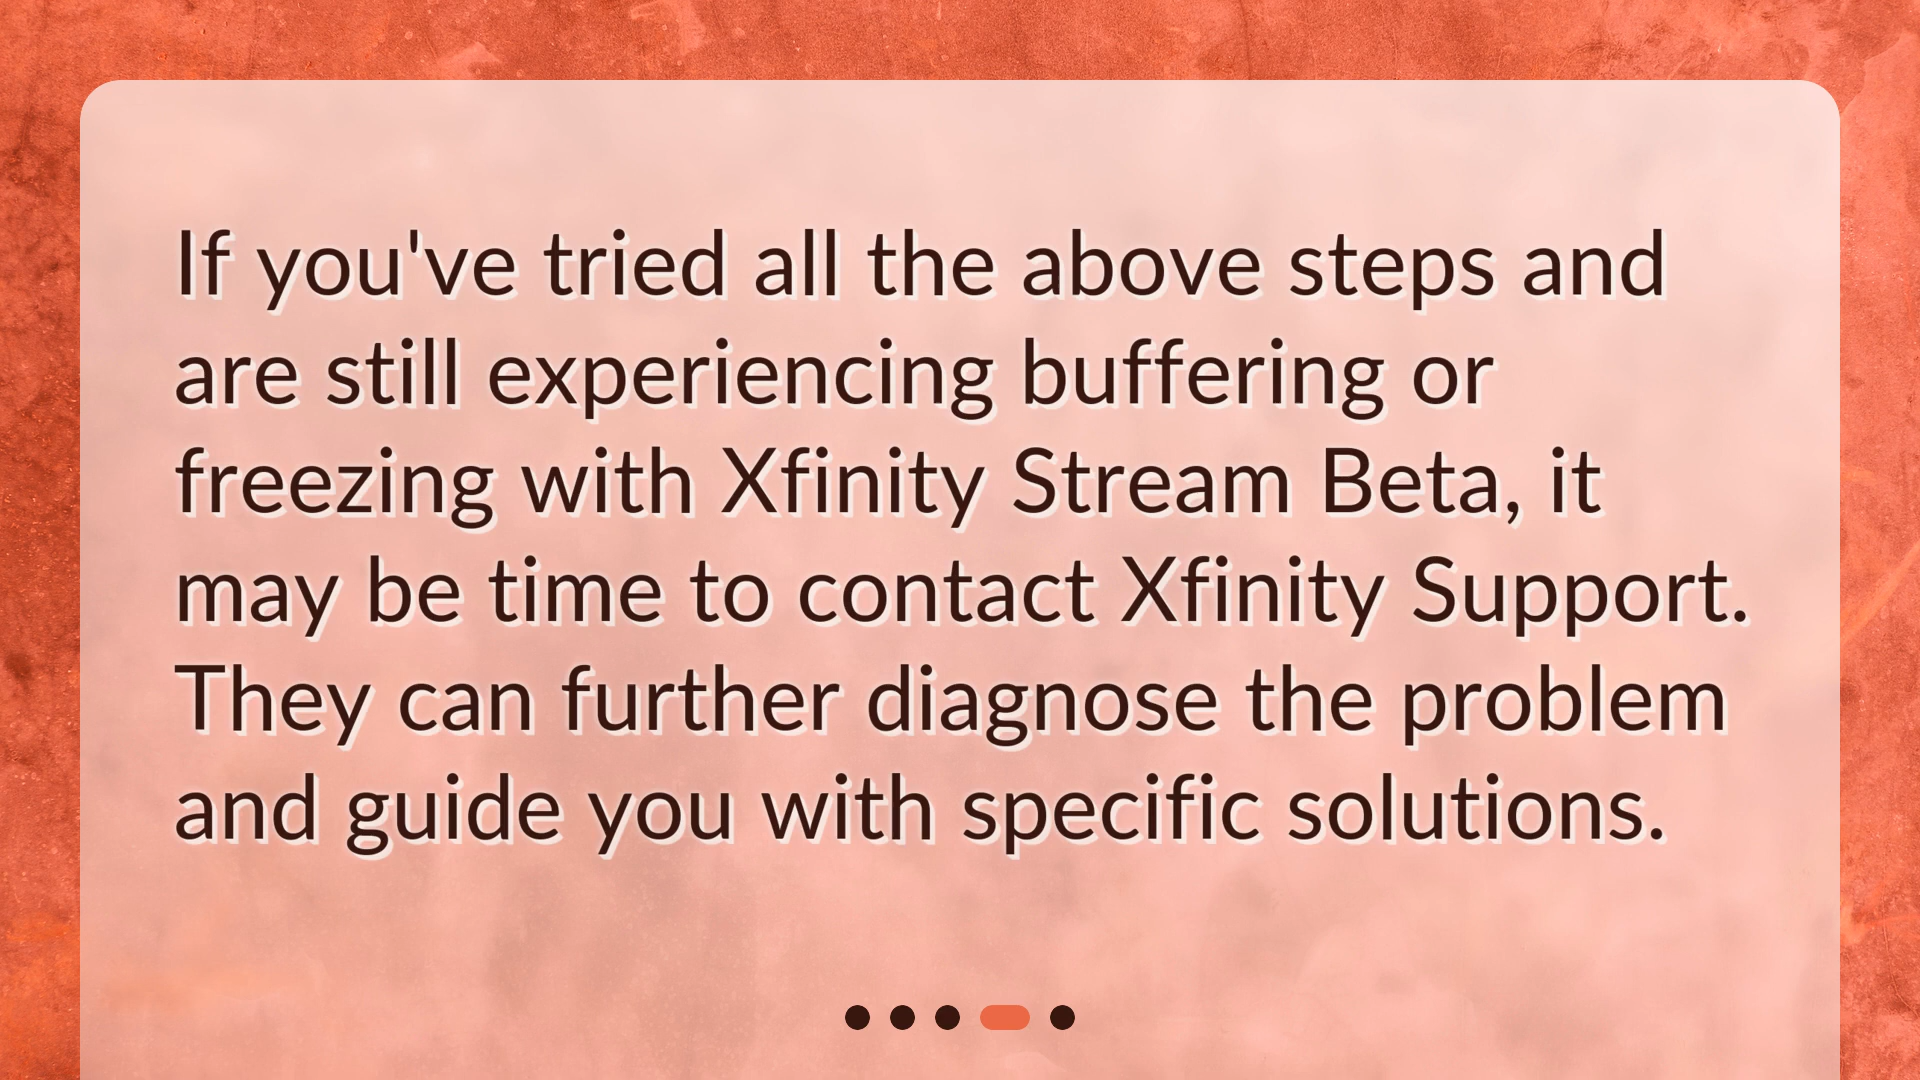 If you've tried all the above steps and
are still experiencing buffering or
freezing with Xfinity Stream Beta, it
may be time to contact Xfinity Support.
They can further diagnose the problem
and guide you with specific solutions.